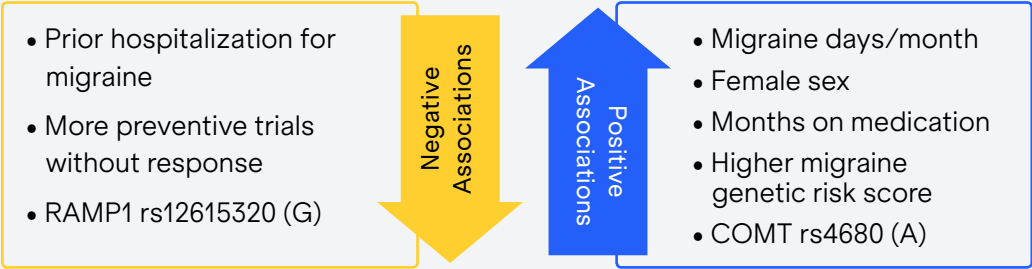 • Prior hospitalization for
migraine
• More preventive trials
without response
• RAMP1 rs12615320 (G)
Negative
Associations
Positive
Associations
• Migraine days/month
• Female sex
• Months on medication
• Higher migraine
genetic risk score
• COMT rs4680 (A)